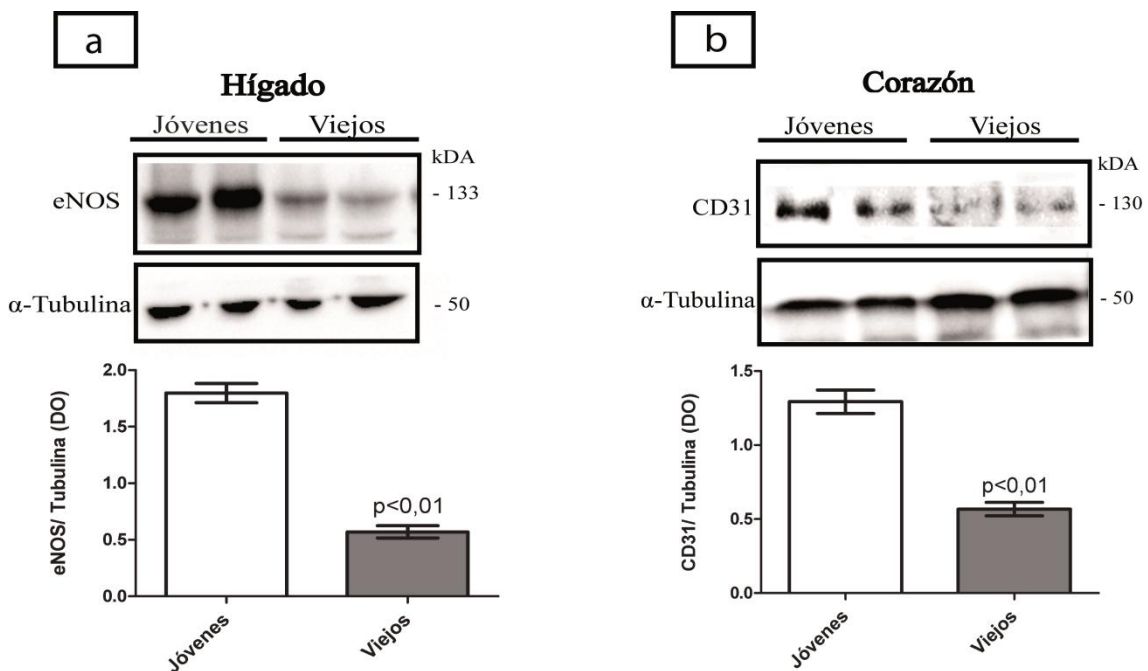 a
Hígado
Jóvenes Viejos
kDA
eNOS
- 133
α-Tubulina
- 50
2.0
1.5
1.0
0.5
0.0
eNOS/ Tubulina (DO)
p<0,01
Jóvenes
Viejos
b
Corazón
Jóvenes Viejos
kDA
CD31
- 130
α-Tubulina
- 50
1.5
1.0
0.5
0.0
CD31/ Tubulina (DO)
p<0,01
Jóvenes
Viejos